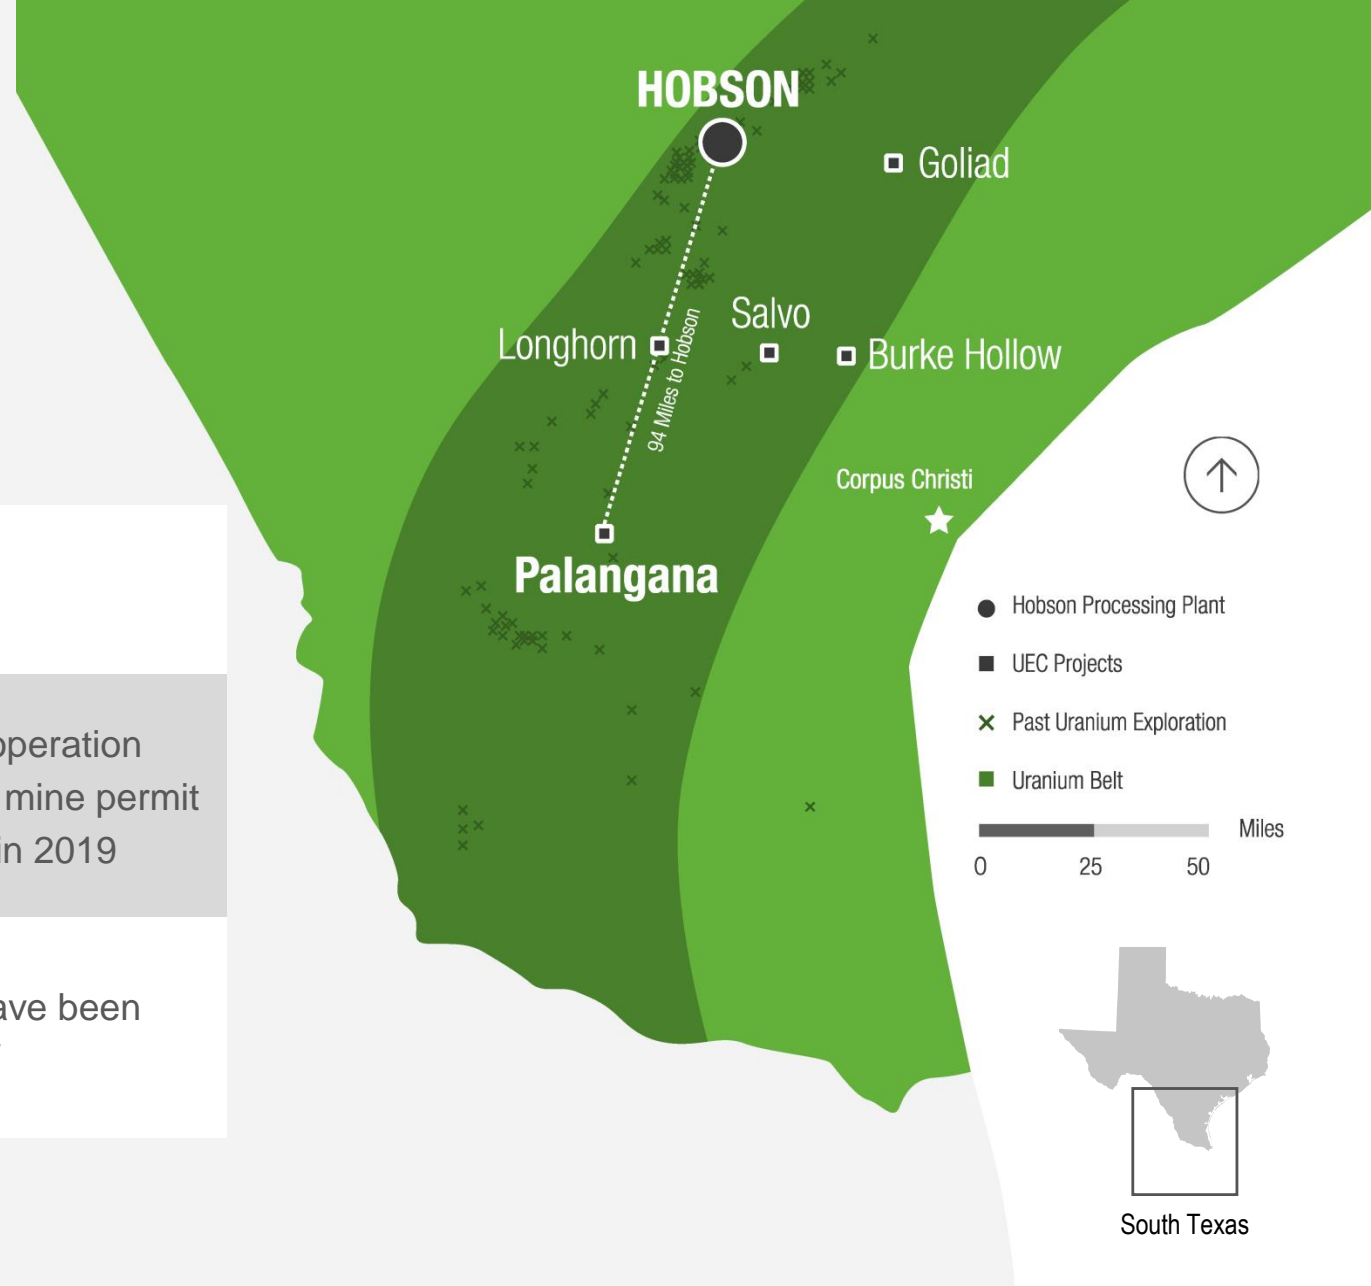 HOBSON
Goliad
Salvo
Longhorn
Burke Hollow
94 Miles to Hobson
Corpus Christi
Palangana
Hobson Processing Plant
UEC Projects
Past Uranium Exploration
Uranium Belt
Miles
0 25 50
South Texas
operation
mine permit
in 2019
ave been